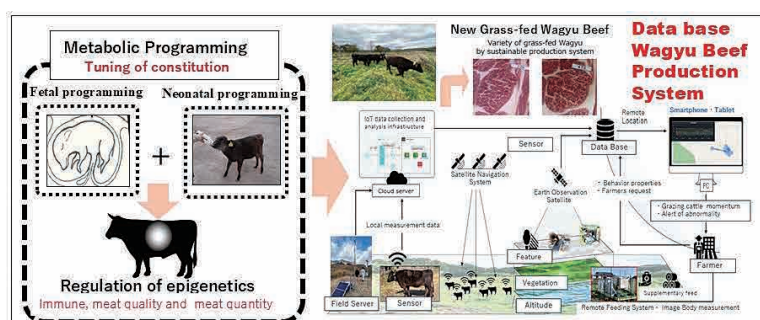 Metabolic Programming
Tuning of constitution
Fetal programming
Neonatal programming
+
Regulation of epigenetics
Immune, meat quality and meat quantity
New Grass-fed Wagyu Beef
Variety of grass-fed Wagyu
by sustainable production system
Data base
Wagyu Beef
Production
System
IoT data collection and
analysis infrastructure
Cloud server
Local measurement data
Field Server
Sensor
Satellite Navigation
System
Sensor
Earth Observation
Satellite
Data Base
Remote
Location
Smartphone・Tablet
PC
・Behavior properties
・Farmers request
・Grazing cattle momentum
・Alert of abnormality
Farmer
Feature
Vegetation
Altitude
Supplementary feed
Remote Feeding System・Image Body measurement